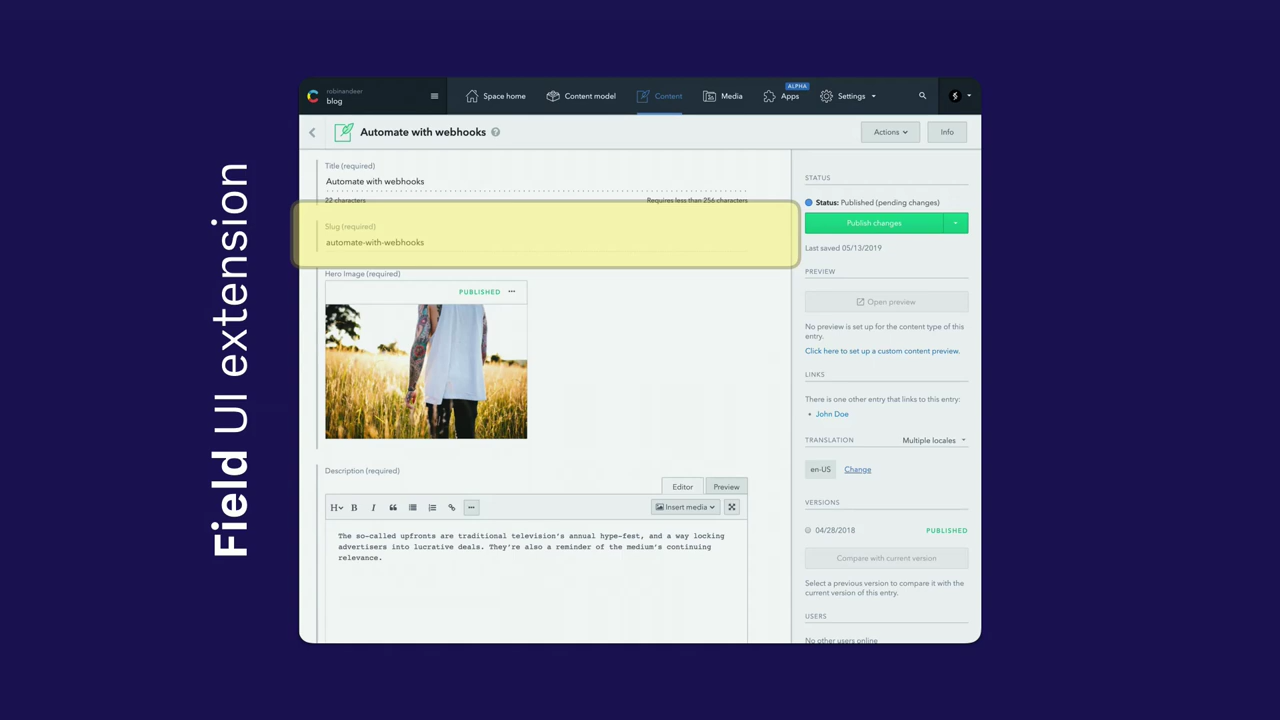 Field UI extension
robinandeer
blog
Space home
Content model
Content
Media
ALPHA
Apps
Settings
Automate with webhooks
Actions
Info
Title (required)
Automate with webhooks
22 characters
Requires less than 256 characters
Slug (required)
automate-with-webhooks
Hero Image (required)
PUBLISHED
Description (required)
Editor
Preview
H
B
I
Insert media
The so-called upfronts are traditional television's annual hype-fest, and a way locking
advertisers into lucrative deals. They're also a reminder of the medium's continuing
relevance.
STATUS
Status: Published (pending changes)
Publish changes
Last saved 05/13/2019
PREVIEW
Open preview
No preview is set up for the content type of this
entry.
Click here to set up a custom content preview.
LINKS
There is one other entry that links to this entry:
• John Doe
TRANSLATION
Multiple locales
en-US
Change
VERSIONS
04/28/2018
PUBLISHED
Compare with current version
Select a previous version to compare it with the
current version of this entry.
USERS
No other users online